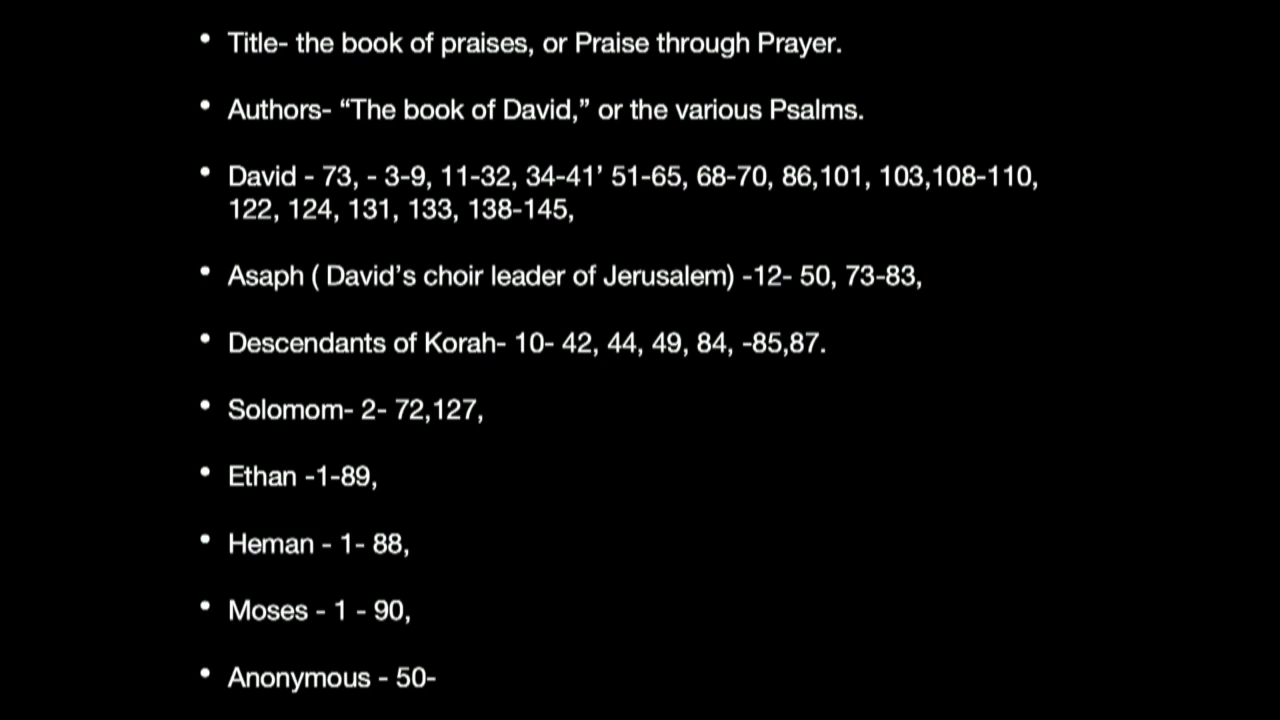 • Title- the book of praises, or Praise through Prayer.
• Authors- “The book of David,” or the various Psalms.
• David - 73, - 3-9, 11-32, 34-41’ 51-65, 68-70, 86,101, 103,108-110,
122, 124, 131, 133, 138-145,
• Asaph ( David’s choir leader of Jerusalem) -12- 50, 73-83,
• Descendants of Korah- 10- 42, 44, 49, 84, -85,87.
• Solomom- 2- 72,127,
• Ethan -1-89,
• Heman - 1- 88,
• Moses - 1 - 90,
• Anonymous - 50-